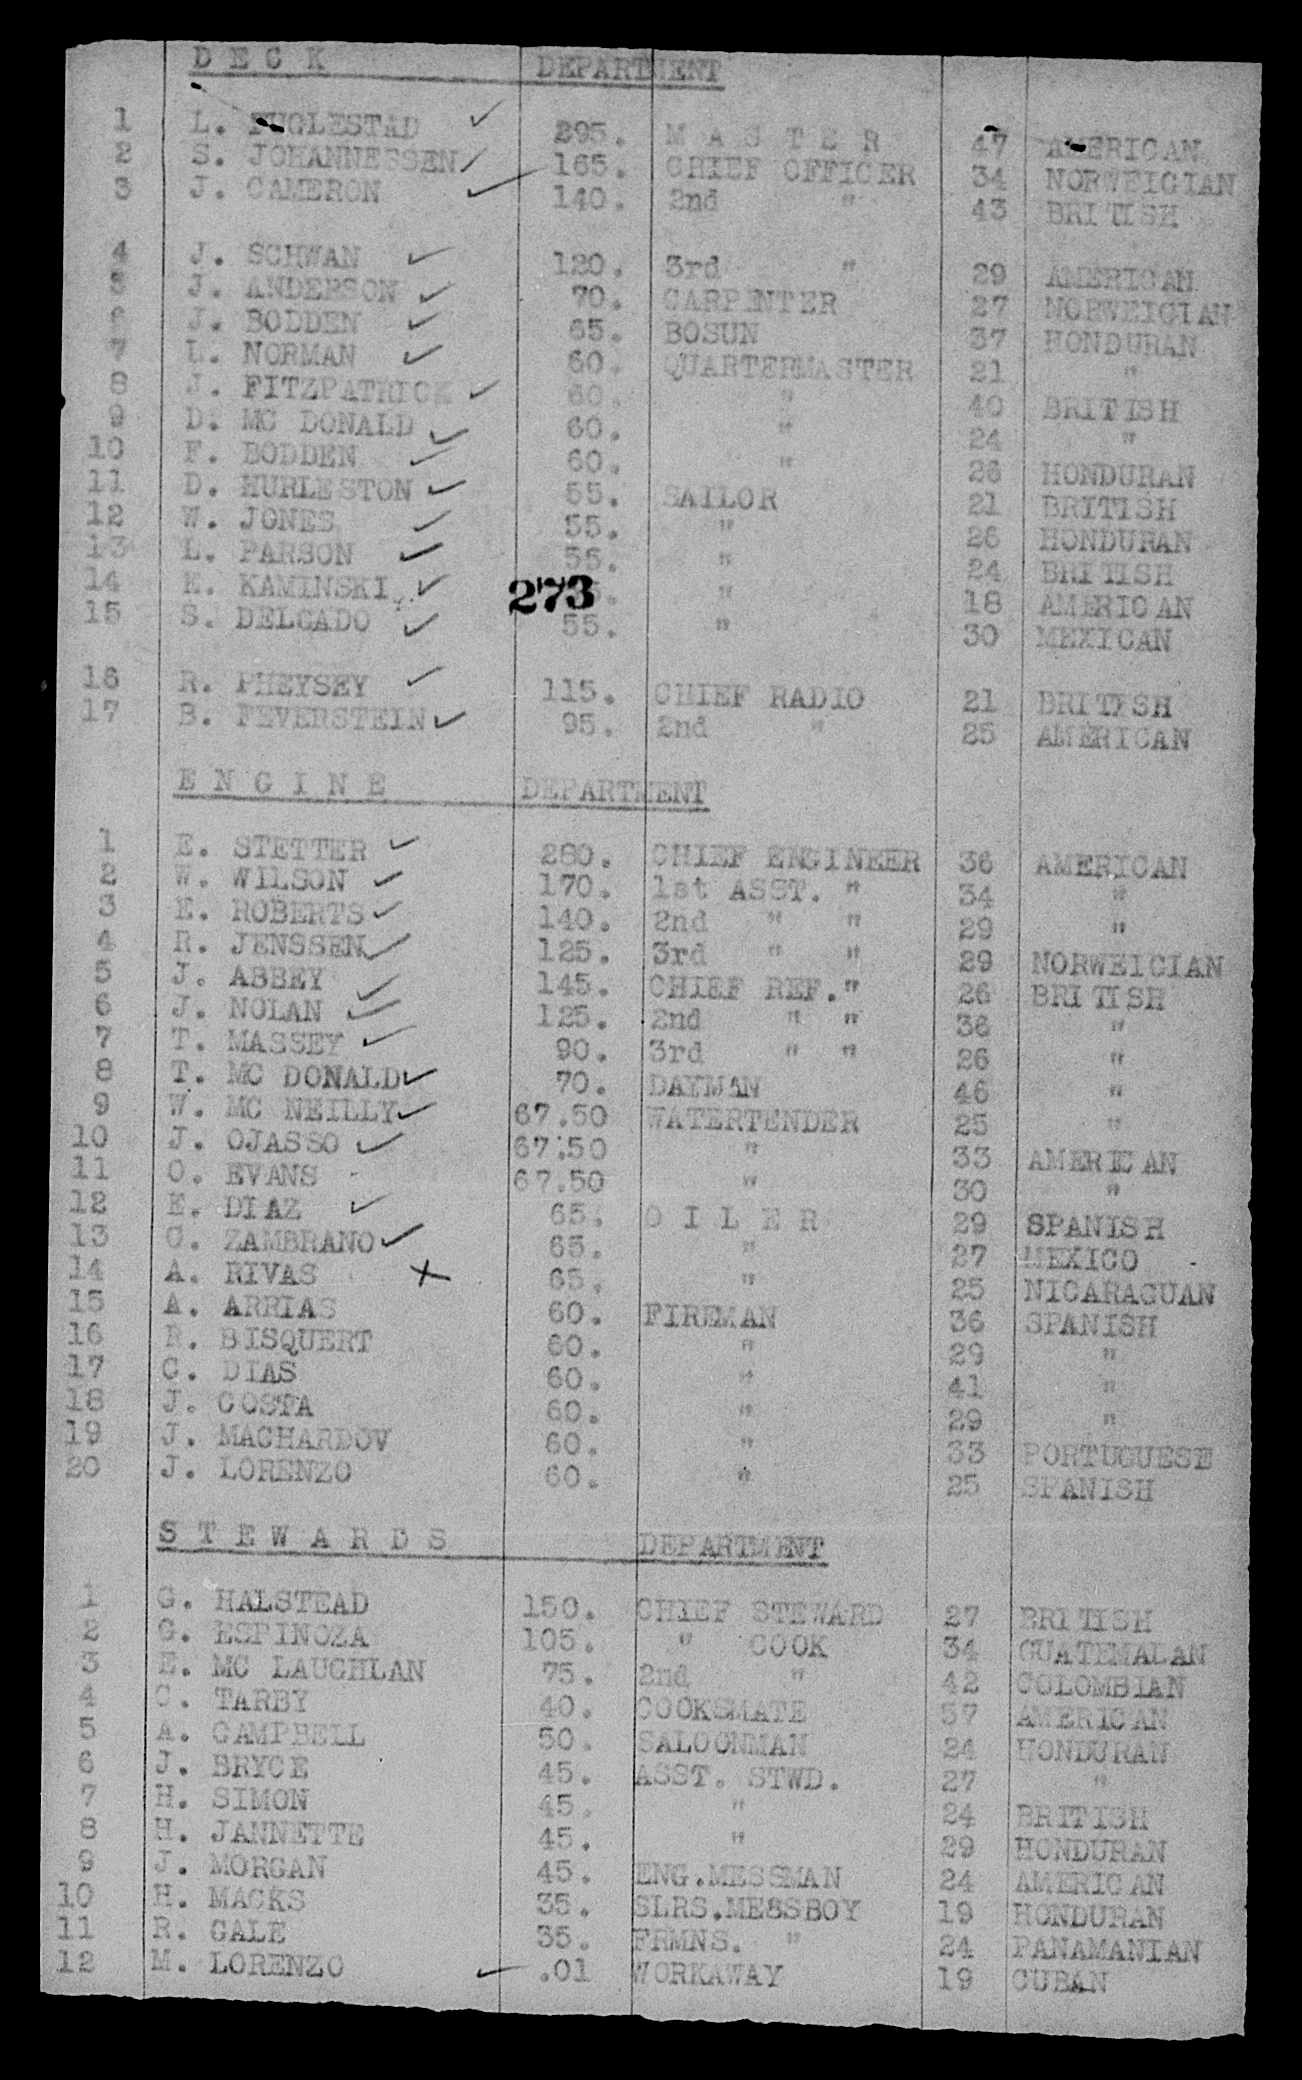 D E C K DEPARTMENT
1 L. FUGLESTAD ✓ 295. M A S T E R 47 AMERICAN
2 S. JOHANNESSEN ✓ 165. CHIEF OFFICER 34 NORWEIGIAN
3 J. CAMERON ✓ 140. 2nd " 43 BRITISH
4 J. SCHWAN ✓ 120. 3rd " 29 AMERICAN
5 J. ANDERSON ✓ 70. CARPENTER 27 NORWEIGIAN
6 J. BODDEN ✓ 65. BOSUN 37 HONDURAN
7 L. NORMAN ✓ 60. QUARTERMASTER 21 "
8 J. FITZPATRICK ✓ 60. " 40 BRITISH
9 D. MC DONALD ✓ 60. " 24 "
10 F. BODDEN ✓ 60. " 26 HONDURAN
11 D. HURLESTON ✓ 55. SAILOR 21 BRITISH
12 W. JONES ✓ 55. " 26 HONDURAN
13 L. PARSON ✓ 55. " 24 BRITISH
14 E. KAMINSKI ✓ 273 " 18 AMERICAN
15 S. DELGADO ✓ 55. " 30 MEXICAN
16 R. PHEYSEY ✓ 115. CHIEF RADIO 21 BRITISH
17 B. FEVERSTEIN ✓ 95. 2nd " 25 AMERICAN
E N G I N E DEPARTMENT
1 E. STETTER ✓ 280. CHIEF ENGINEER 36 AMERICAN
2 W. WILSON ✓ 170. 1st ASST. " 34 "
3 E. ROBERTS ✓ 140. 2nd " " 29 "
4 R. JENSSEN ✓ 125. 3rd " " 29 NORWEIGIAN
5 J. ABBEY ✓ 145. CHIEF REF. " 26 BRITISH
6 J. NOLAN ✓ 125. 2nd " " 36 "
7 T. MASSEY ✓ 90. 3rd " " 26 "
8 T. MC DONALD ✓ 70. DAYMAN 46 "
9 W. MC NEILLY ✓ 67.50 WATERTENDER 25 "
10 J. OJASSO ✓ 67.50 " 33 AMERICAN
11 O. EVANS 67.50 " 30 "
12 E. DIAZ ✓ 65. O I L E R 29 SPANISH
13 C. ZAMBRANO ✓ 65. " 27 MEXICO
14 A. RIVAS X 65. " 25 NICARAGUAN
15 A. ARRIAS 60. FIREMAN 36 SPANISH
16 R. BISQUERT 60. " 29 "
17 C. DIAS 60. " 41 "
18 J. COSTA 60. " 29 "
19 J. MACHARDOV 60. " 33 PORTUGUESE
20 J. LORENZO 60. " 25 SPANISH
S T E W A R D S DEPARTMENT
1 G. HALSTEAD 150. CHIEF STEWARD 27 BRITISH
2 G. ESPINOZA 105. " COOK 34 GUATEMALAN
3 E. MC LAUGHLAN 75. 2nd " 42 COLOMBIAN
4 C. TARBY 40. COOKSMATE 57 AMERICAN
5 A. CAMPBELL 50. SALOONMAN 24 HONDURAN
6 J. BRYCE 45. ASST. STWD. 27 "
7 H. SIMON 45. " 24 BRITISH
8 H. JANNETTE 45. " 29 HONDURAN
9 J. MORGAN 45. ENG.MESSMAN 24 AMERICAN
10 H. MACKS 35. SLRS.MESSBOY 19 HONDURAN
11 R. GALE 35. FRMNS. " 24 PANAMANIAN
12 M. LORENZO ✓ .01 WORKAWAY 19 CUBAN